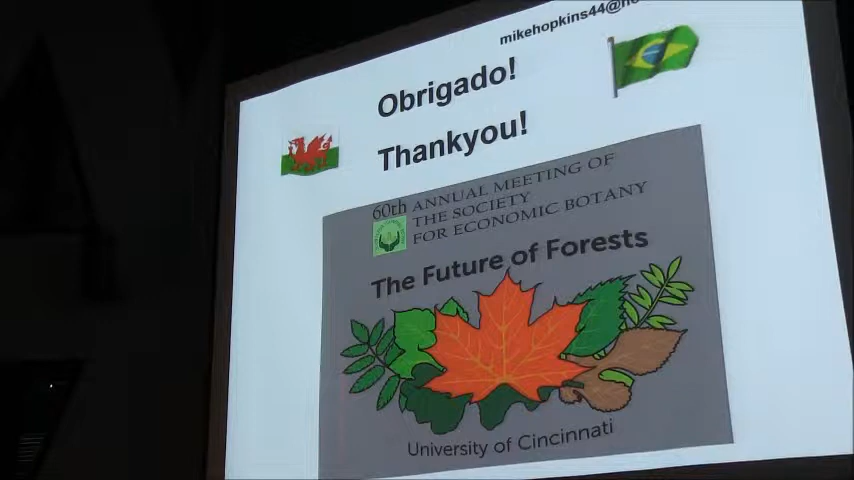 mikehopkins44@ho
Obrigado!
Thankyou!
60th ANNUAL MEETING OF
THE SOCIETY
FOR ECONOMIC BOTANY
The Future of Forests
University of Cincinnati